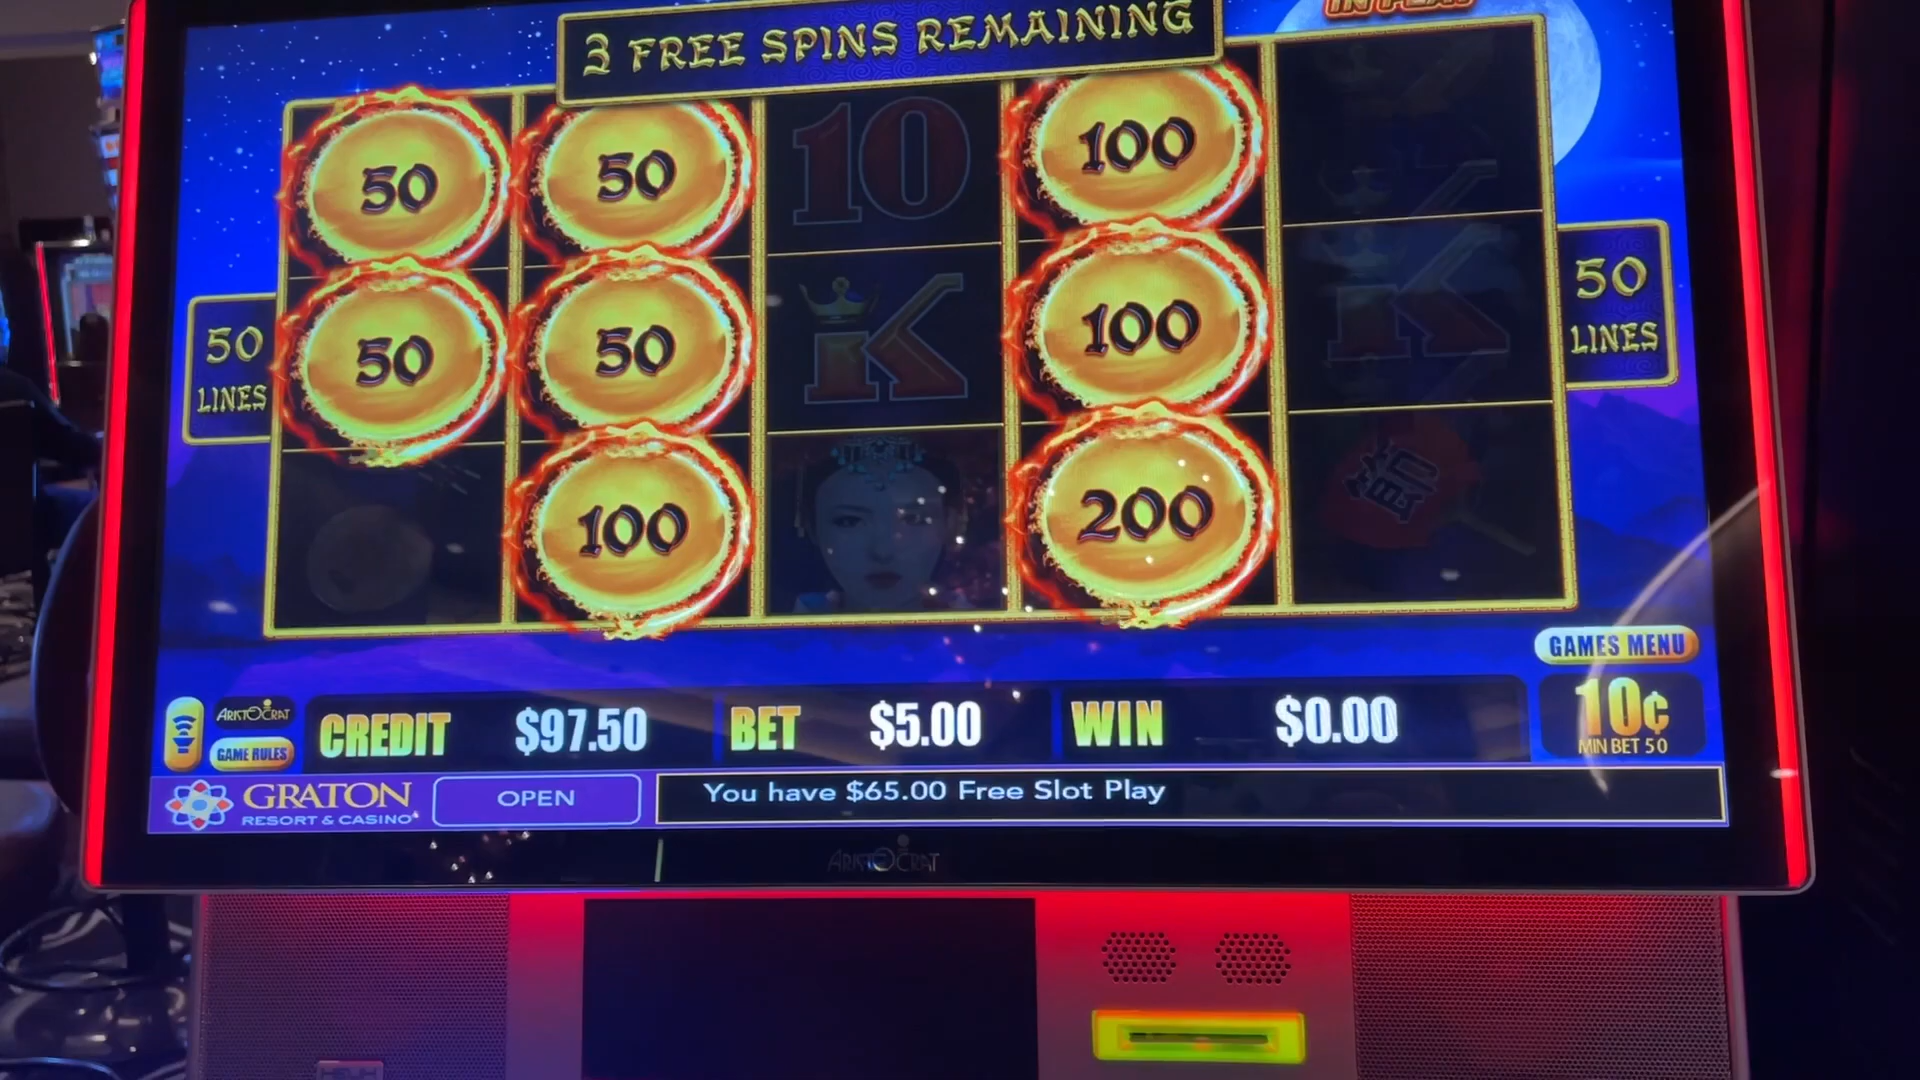 IN PLAY
3 FREE SPINS REMAINING
50 50 10 100
50 50 K 100 K
100 200
50
LINES
50
LINES
GAMES MENU
ARISTOCRAT
GAME RULES
CREDIT $97.50 BET $5.00 WIN $0.00
10¢
MIN BET 50
GRATON
RESORT & CASINO
OPEN
You have $65.00 Free Slot Play
ARISTOCRAT